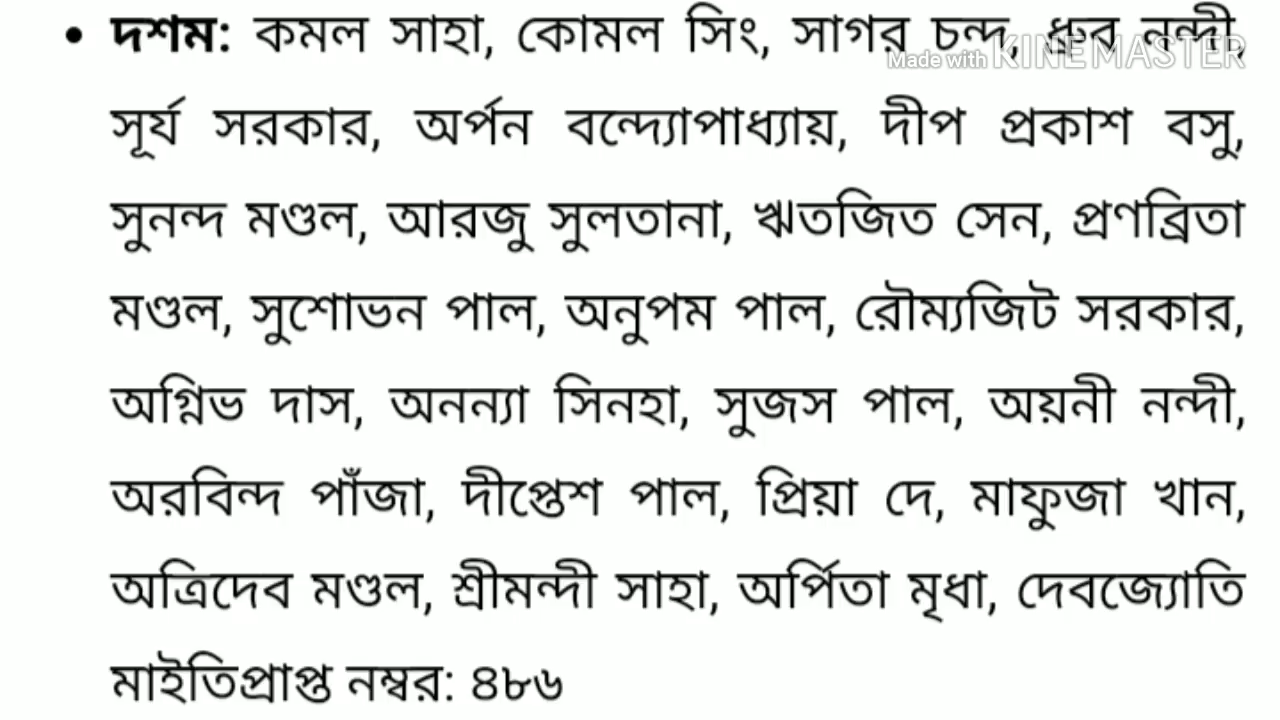 • দশম: কমল সাহা, কোমল সিং, সাগর চন্দ, ধ্রুব নন্দী,
Made with KINEMASTER
সূর্য সরকার, অর্পন বন্দ্যোপাধ্যায়, দীপ প্রকাশ বসু,
সুনন্দ মণ্ডল, আরজু সুলতানা, ঋতজিত সেন, প্রণব্রিতা
মণ্ডল, সুশোভন পাল, অনুপম পাল, রৌম্যজিট সরকার,
অগ্নিভ দাস, অনন্যা সিনহা, সুজস পাল, অয়নী নন্দী,
অরবিন্দ পাঁজা, দীপ্তেশ পাল, প্রিয়া দে, মাফুজা খান,
অত্রিদেব মণ্ডল, শ্রীমন্দী সাহা, অর্পিতা মৃধা, দেবজ্যোতি
মাইতিপ্রাপ্ত নম্বর: ৪৮৬